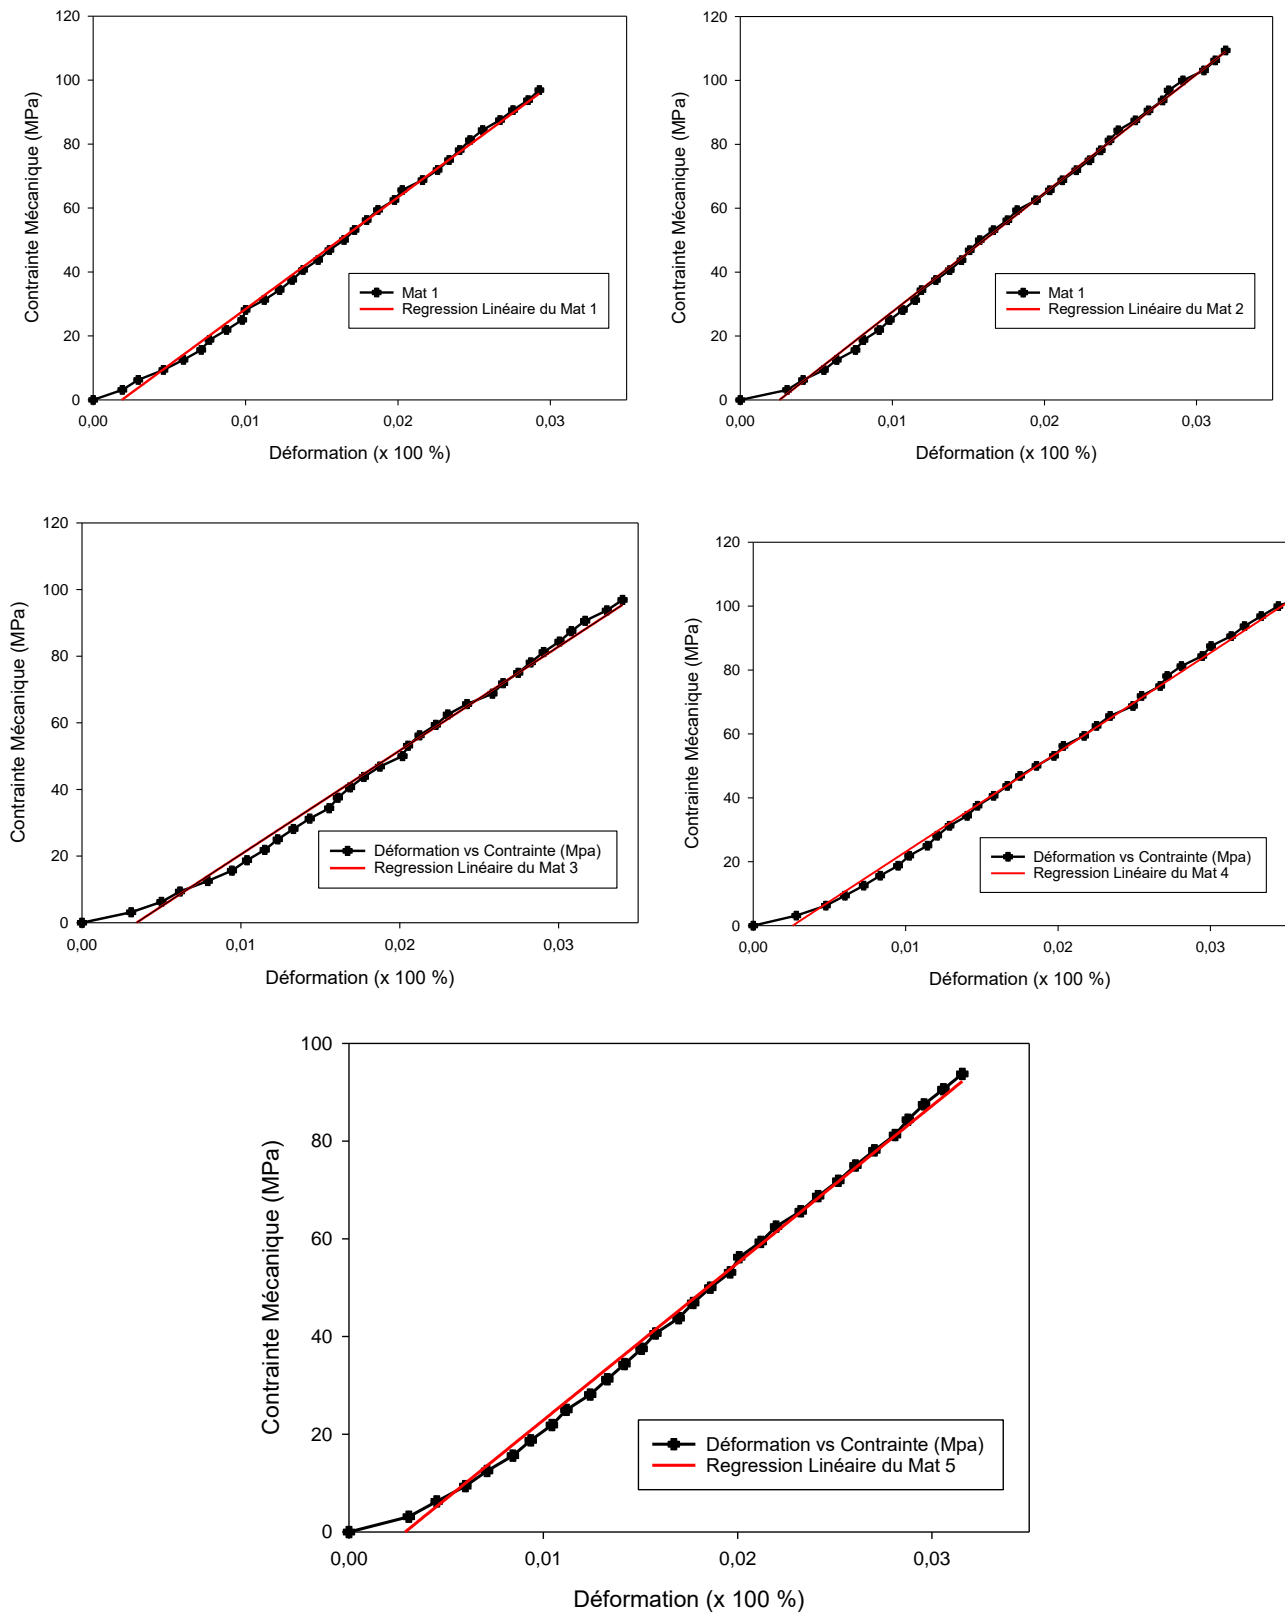 120
100
80
60
40
20
0
Contrainte Mécanique (MPa)
Mat 1
Regression Linéaire du Mat 1
0,00 0,01 0,02 0,03
Déformation (x 100 %)
120
100
80
60
40
20
0
Contrainte Mécanique (MPa)
Mat 1
Regression Linéaire du Mat 2
0,00 0,01 0,02 0,03
Déformation (x 100 %)
120
100
80
60
40
20
0
Contrainte Mécanique (MPa)
Déformation vs Contrainte (Mpa)
Regression Linéaire du Mat 3
0,00 0,01 0,02 0,03
Déformation (x 100 %)
120
100
80
60
40
20
0
Contrainte Mécanique (MPa)
Déformation vs Contrainte (Mpa)
Regression Linéaire du Mat 4
0,00 0,01 0,02 0,03
Déformation (x 100 %)
100
80
60
40
20
0
Contrainte Mécanique (MPa)
Déformation vs Contrainte (Mpa)
Regression Linéaire du Mat 5
0,00 0,01 0,02 0,03
Déformation (x 100 %)